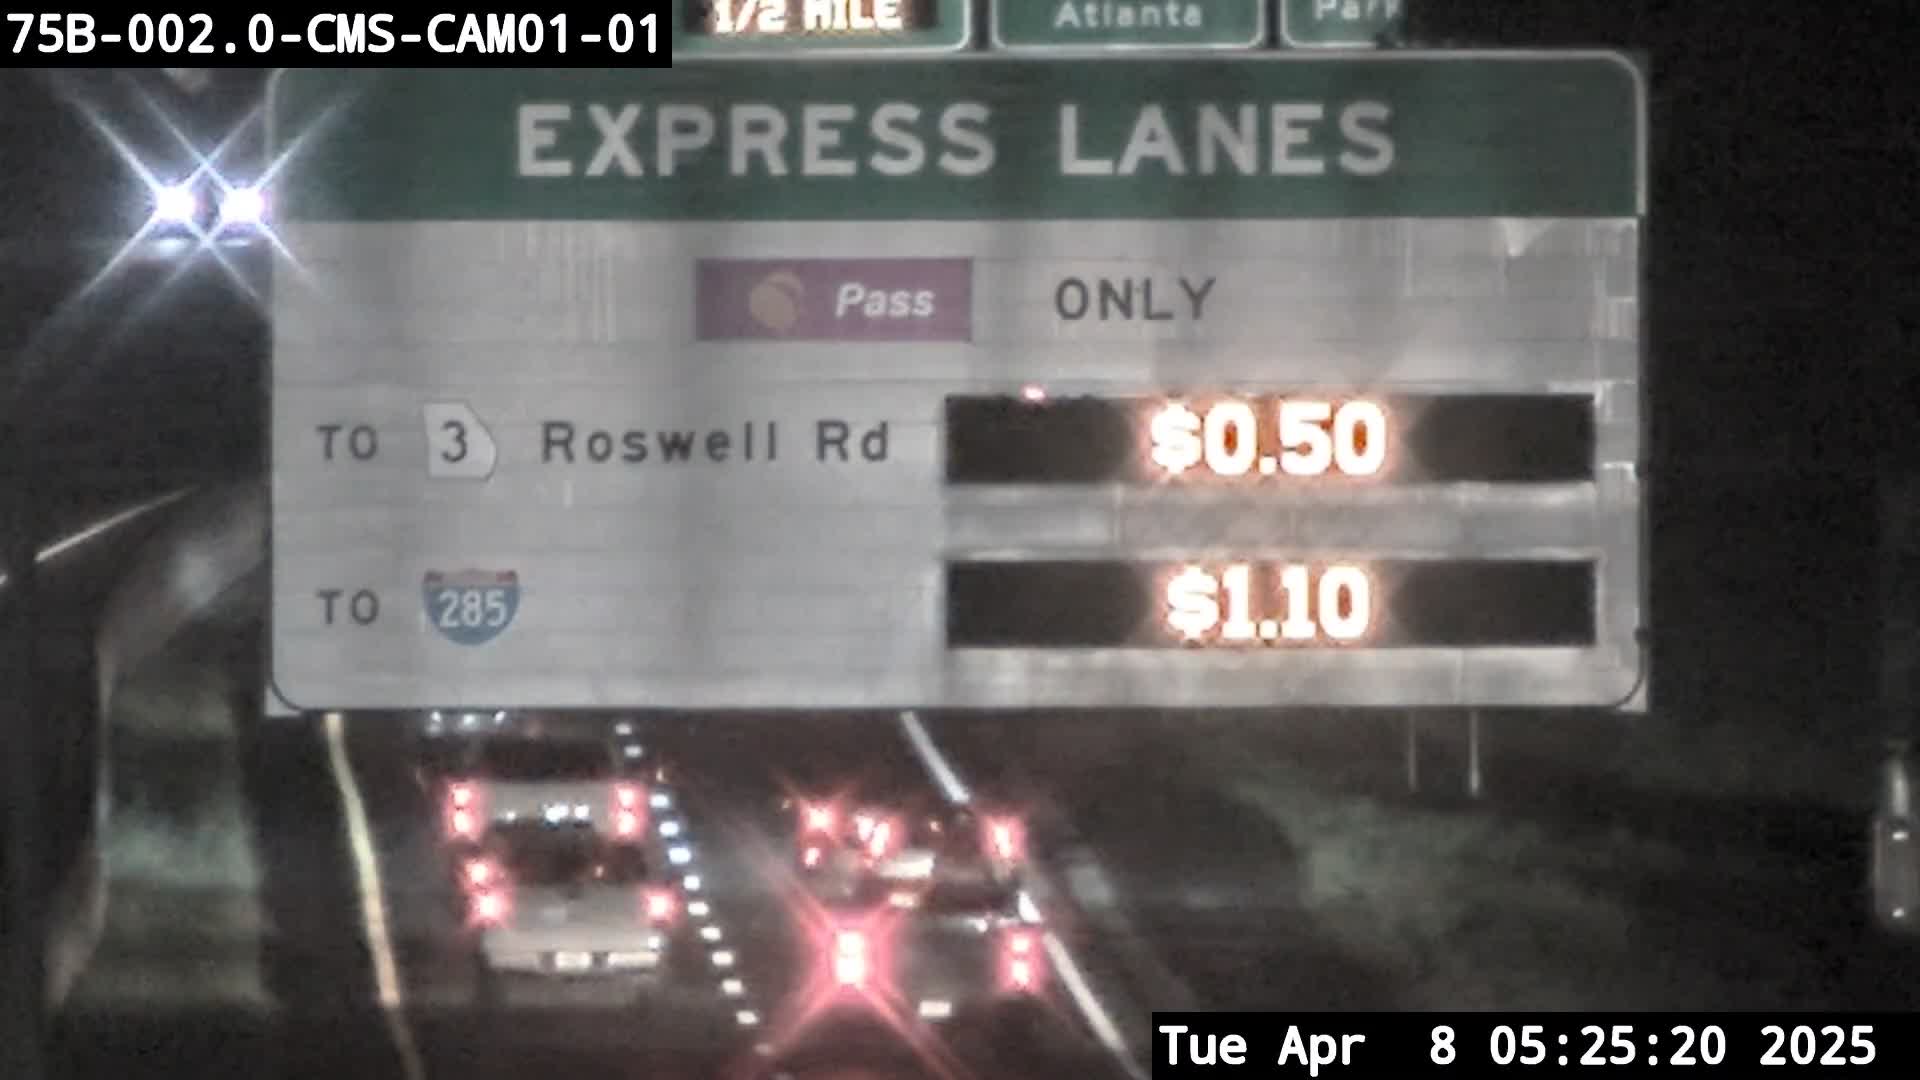 75B-002.0-CMS-CAM01-01
1/2 MILE
Atlanta
EXPRESS LANES
Pass ONLY
TO 3 Roswell Rd $0.50
TO 285 $1.10
Tue Apr 8 05:25:20 2025